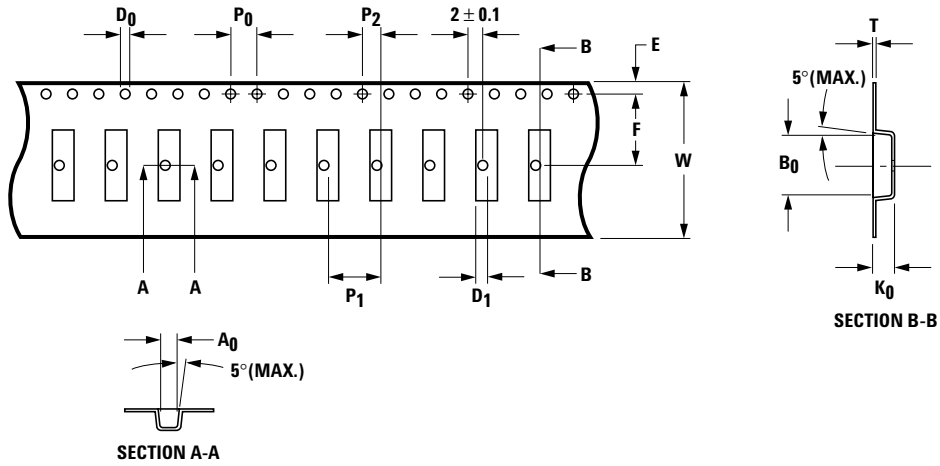 D0 P0 P2 2 ± 0.1 B E T
5°(MAX.)
F W B0
A A P1 D1 B K0
SECTION B-B
A0
5°(MAX.)
SECTION A-A